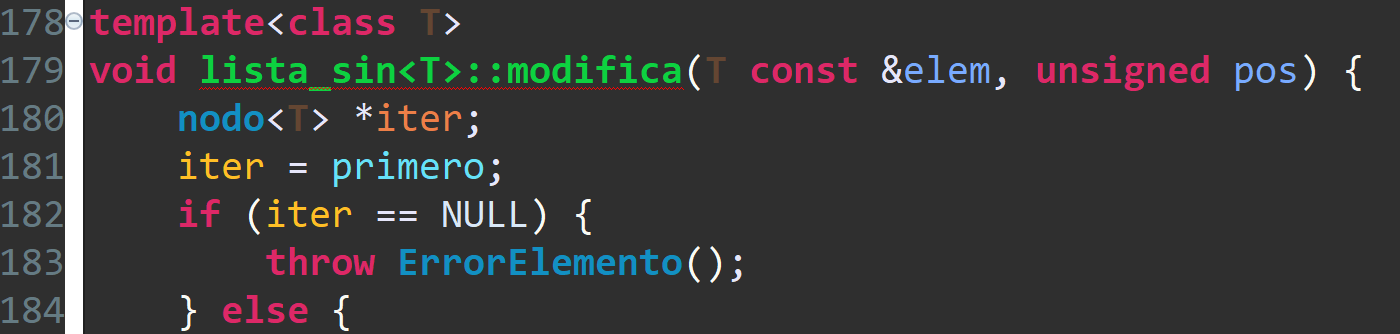 178 template<class T>
179 void lista_sin<T>::modifica(T const &elem, unsigned pos) {
180     nodo<T> *iter;
181     iter = primero;
182     if (iter == NULL) {
183         throw ErrorElemento();
184     } else {